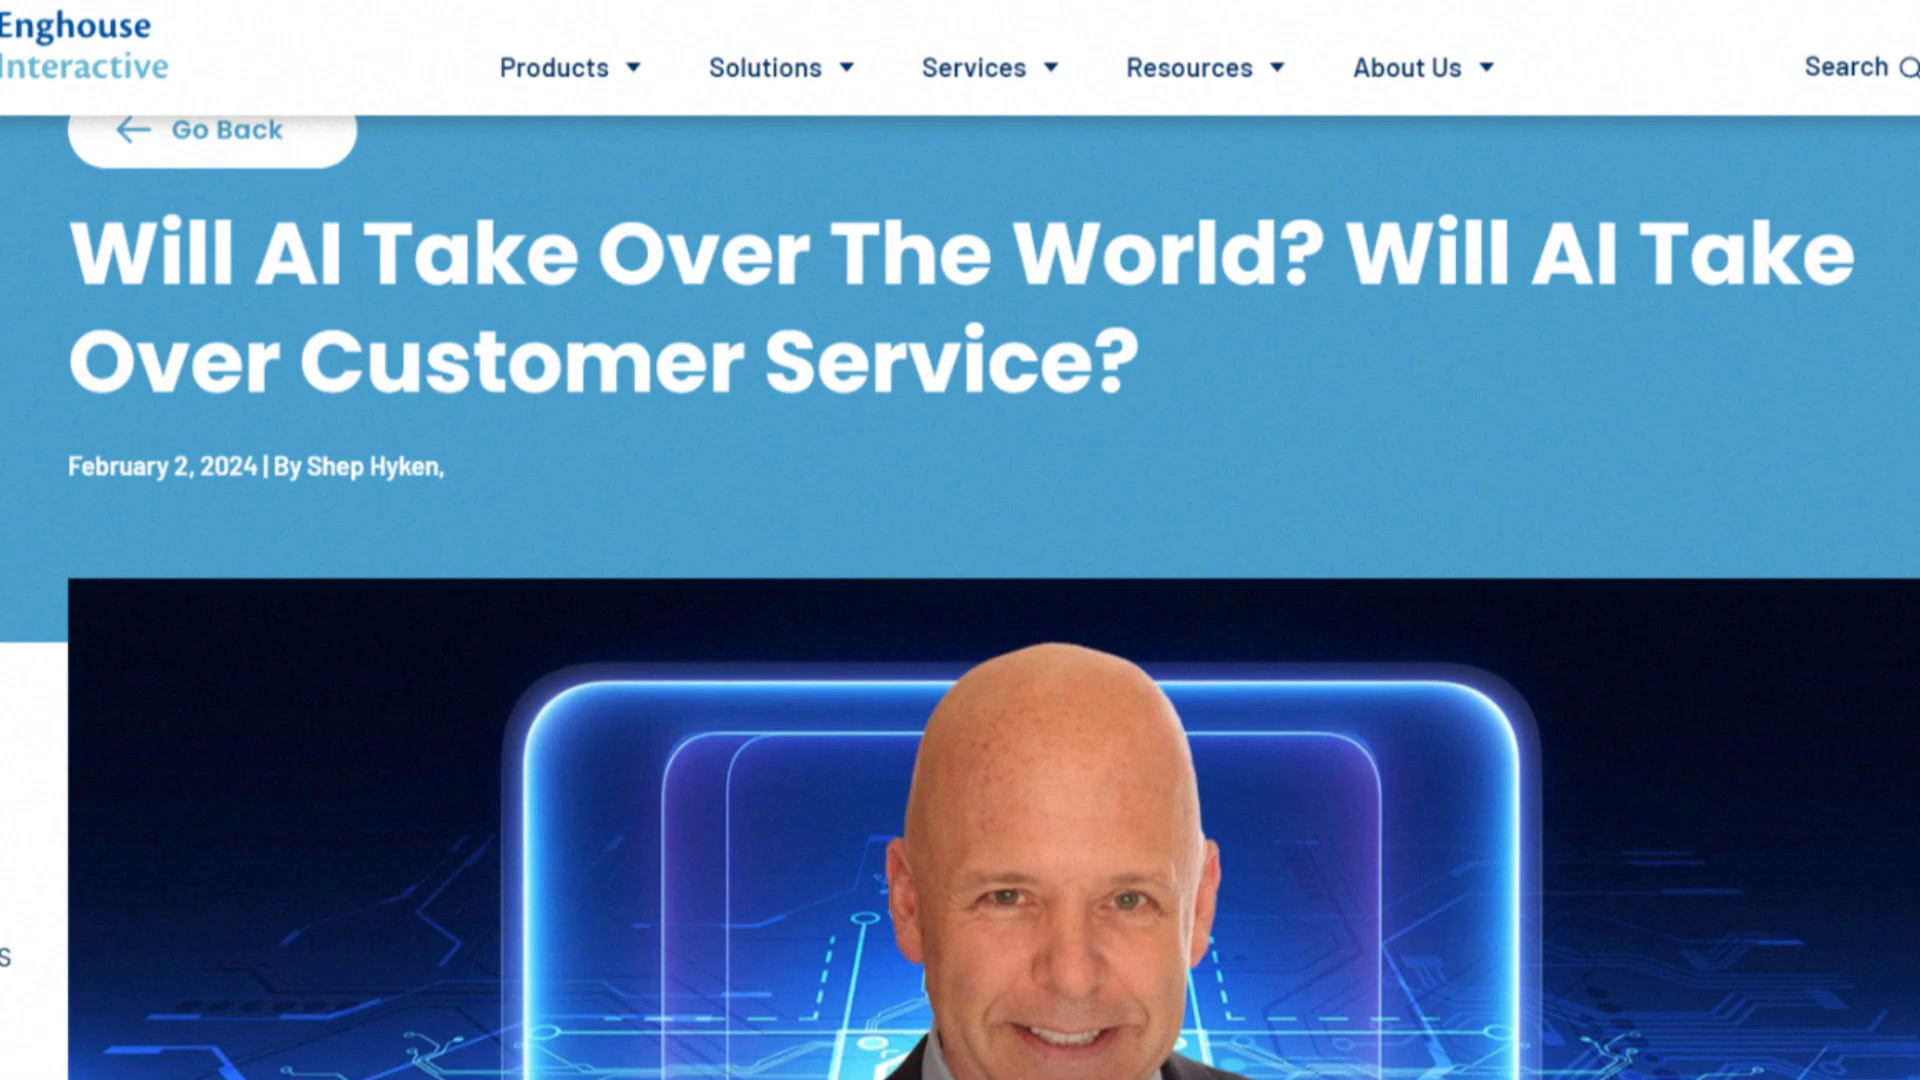 Enghouse
Interactive
Products
Solutions
Services
Resources
About Us
Search
Go Back
Will AI Take Over The World? Will AI Take
Over Customer Service?
February 2, 2024 | By Shep Hyken,
s